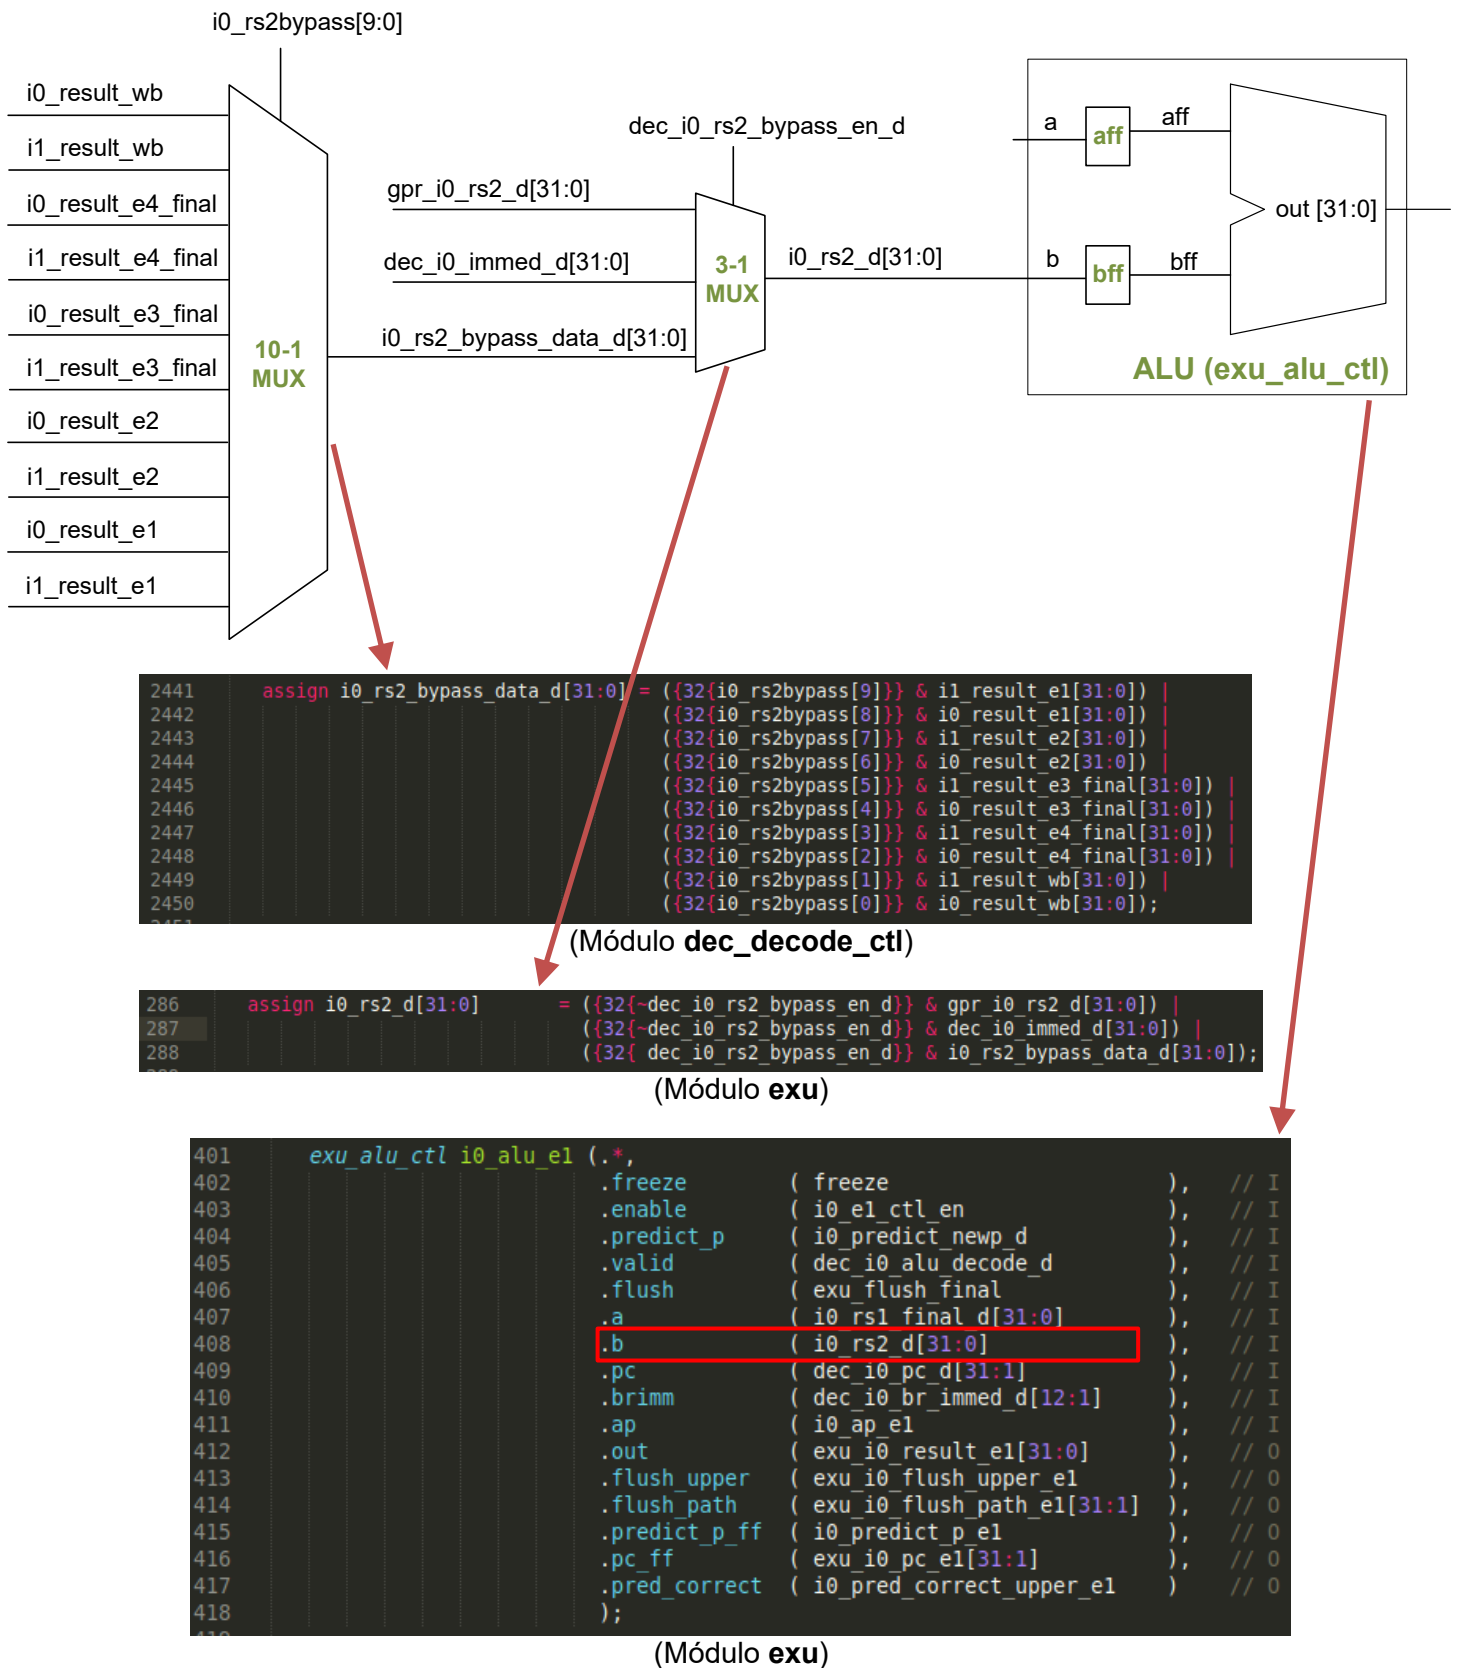 i0_rs2bypass[9:0]
i0_result_wb
i1_result_wb
i0_result_e4_final
i1_result_e4_final
i0_result_e3_final
i1_result_e3_final
i0_result_e2
i1_result_e2
i0_result_e1
i1_result_e1
10-1
MUX
dec_i0_rs2_bypass_en_d
gpr_i0_rs2_d[31:0]
dec_i0_immed_d[31:0]
i0_rs2_bypass_data_d[31:0]
3-1
MUX
i0_rs2_d[31:0]
a
aff
aff
b
bff
bff
out [31:0]
ALU (exu_alu_ctl)
2441 assign i0_rs2_bypass_data_d[31:0] = ({32{i0_rs2bypass[9]}} & i1_result_e1[31:0]) |
2442 ({32{i0_rs2bypass[8]}} & i0_result_e1[31:0]) |
2443 ({32{i0_rs2bypass[7]}} & i1_result_e2[31:0]) |
2444 ({32{i0_rs2bypass[6]}} & i0_result_e2[31:0]) |
2445 ({32{i0_rs2bypass[5]}} & i1_result_e3_final[31:0]) |
2446 ({32{i0_rs2bypass[4]}} & i0_result_e3_final[31:0]) |
2447 ({32{i0_rs2bypass[3]}} & i1_result_e4_final[31:0]) |
2448 ({32{i0_rs2bypass[2]}} & i0_result_e4_final[31:0]) |
2449 ({32{i0_rs2bypass[1]}} & i1_result_wb[31:0]) |
2450 ({32{i0_rs2bypass[0]}} & i0_result_wb[31:0]);
(Módulo dec_decode_ctl)
286 assign i0_rs2_d[31:0] = ({32{~dec_i0_rs2_bypass_en_d}} & gpr_i0_rs2_d[31:0]) |
287 ({32{~dec_i0_rs2_bypass_en_d}} & dec_i0_immed_d[31:0]) |
288 ({32{ dec_i0_rs2_bypass_en_d}} & i0_rs2_bypass_data_d[31:0]);
(Módulo exu)
401 exu_alu_ctl i0_alu_e1 (.*,
402 .freeze ( freeze ), // I
403 .enable ( i0_e1_ctl_en ), // I
404 .predict_p ( i0_predict_newp_d ), // I
405 .valid ( dec_i0_alu_decode_d ), // I
406 .flush ( exu_flush_final ), // I
407 .a ( i0_rs1_final_d[31:0] ), // I
408 .b ( i0_rs2_d[31:0] ), // I
409 .pc ( dec_i0_pc_d[31:1] ), // I
410 .brimm ( dec_i0_br_immed_d[12:1] ), // I
411 .ap ( i0_ap_e1 ), // I
412 .out ( exu_i0_result_e1[31:0] ), // O
413 .flush_upper ( exu_i0_flush_upper_e1 ), // O
414 .flush_path ( exu_i0_flush_path_e1[31:1] ), // O
415 .predict_p_ff ( i0_predict_p_e1 ), // O
416 .pc_ff ( exu_i0_pc_e1[31:1] ), // O
417 .pred_correct ( i0_pred_correct_upper_e1 ) // O
418 );
(Módulo exu)